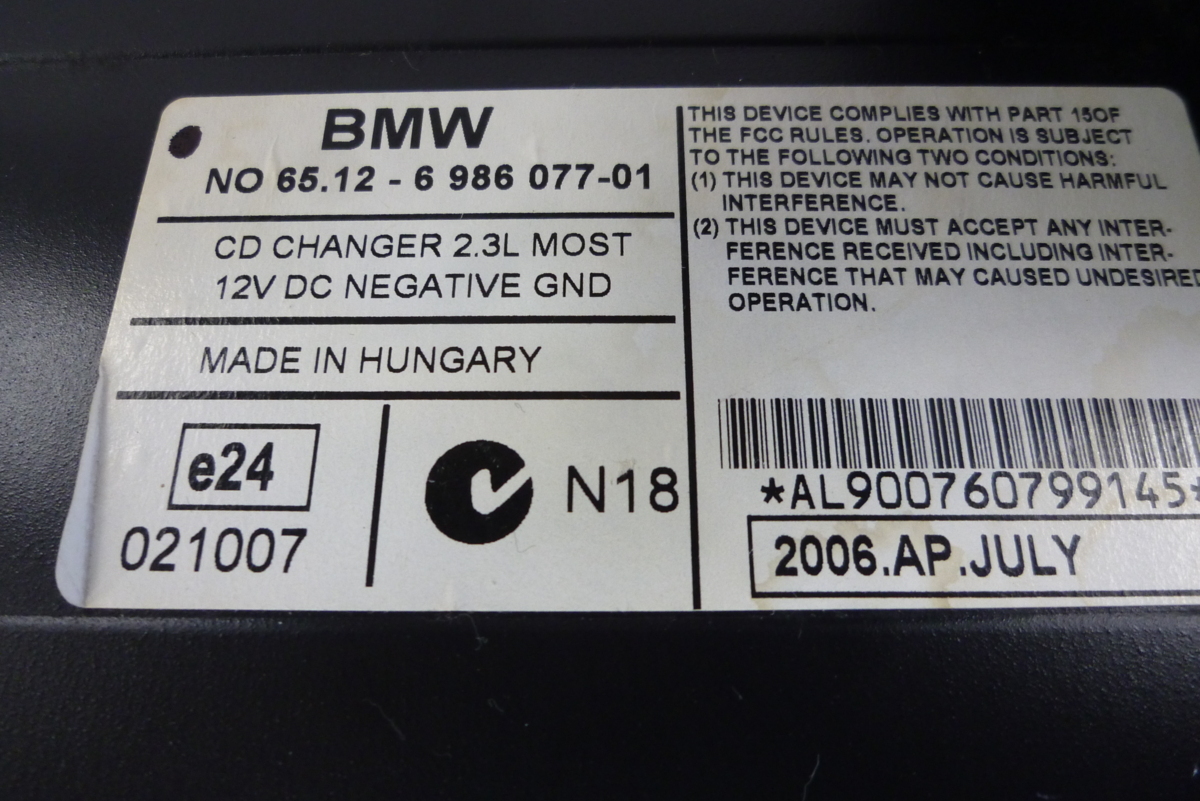 BMW
NO 65.12 - 6 986 077-01
CD CHANGER 2.3L MOST
12V DC NEGATIVE GND
MADE IN HUNGARY
e24
021007
N18
THIS DEVICE COMPLIES WITH PART 15OF
THE FCC RULES. OPERATION IS SUBJECT
TO THE FOLLOWING TWO CONDITIONS:
(1) THIS DEVICE MAY NOT CAUSE HARMFUL
INTERFERENCE.
(2) THIS DEVICE MUST ACCEPT ANY INTER-
FERENCE RECEIVED INCLUDING INTER-
FERENCE THAT MAY CAUSED UNDESIRED
OPERATION.
*AL900760799145*
2006.AP.JULY